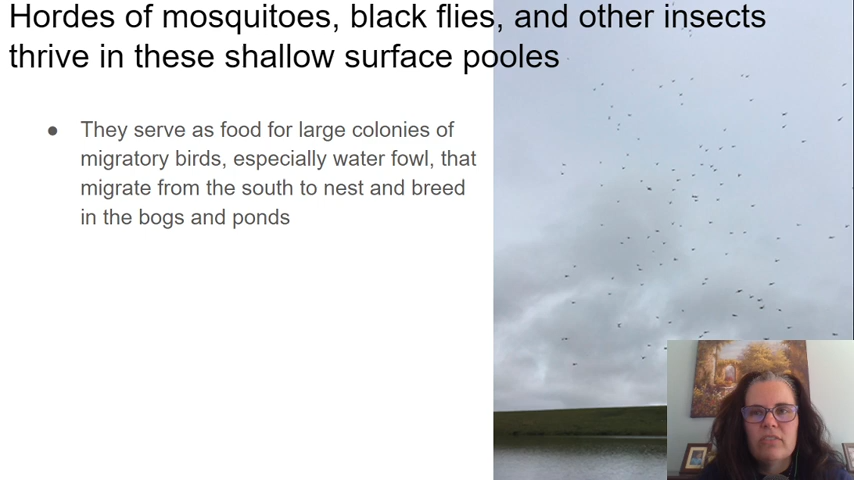 Hordes of mosquitoes, black flies, and other insects
thrive in these shallow surface pooles
● They serve as food for large colonies of
migratory birds, especially water fowl, that
migrate from the south to nest and breed
in the bogs and ponds